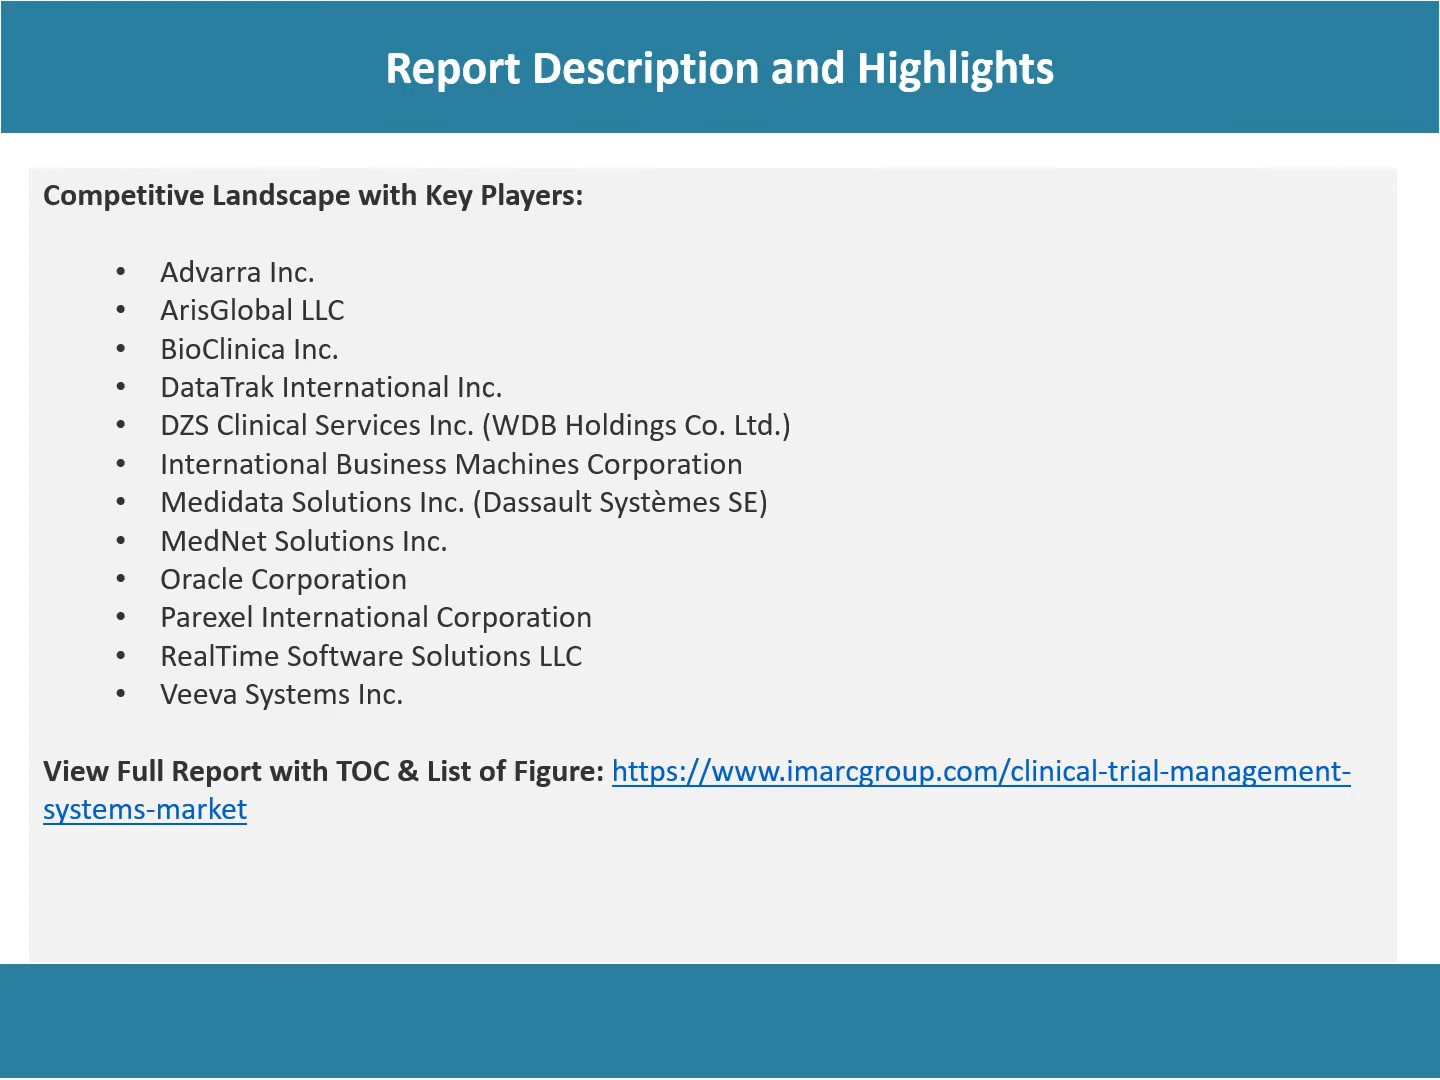 Report Description and Highlights
Competitive Landscape with Key Players:
• Advarra Inc.
• ArisGlobal LLC
• BioClinica Inc.
• DataTrak International Inc.
• DZS Clinical Services Inc. (WDB Holdings Co. Ltd.)
• International Business Machines Corporation
• Medidata Solutions Inc. (Dassault Systèmes SE)
• MedNet Solutions Inc.
• Oracle Corporation
• Parexel International Corporation
• RealTime Software Solutions LLC
• Veeva Systems Inc.
View Full Report with TOC & List of Figure: https://www.imarcgroup.com/clinical-trial-management-
systems-market